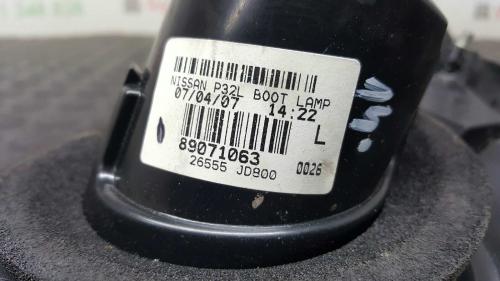 NISSAN P32L BOOT LAMP
07/04/07 14:22
L
89071063
26555 JD800 0026